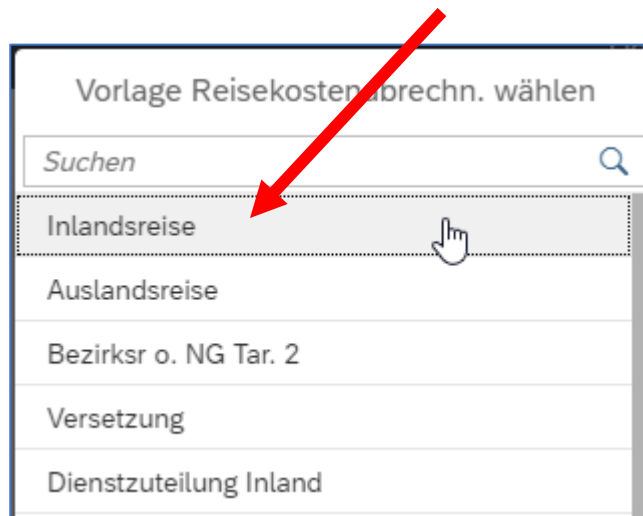 Vorlage Reisekostenabrechn. wählen
Suchen
Inlandsreise
Auslandsreise
Bezirksr o. NG Tar. 2
Versetzung
Dienstzuteilung Inland